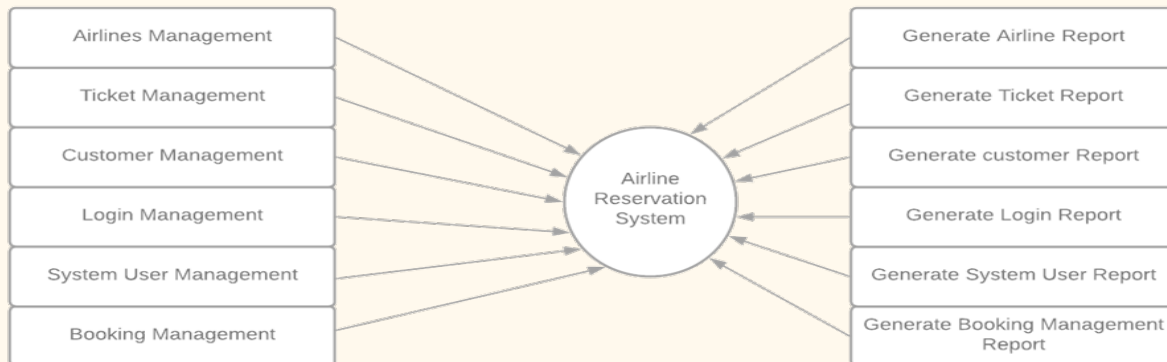 Airlines Management
Ticket Management
Customer Management
Login Management
System User Management
Booking Management
Airline
Reservation
System
Generate Airline Report
Generate Ticket Report
Generate customer Report
Generate Login Report
Generate System User Report
Generate Booking Management
Report